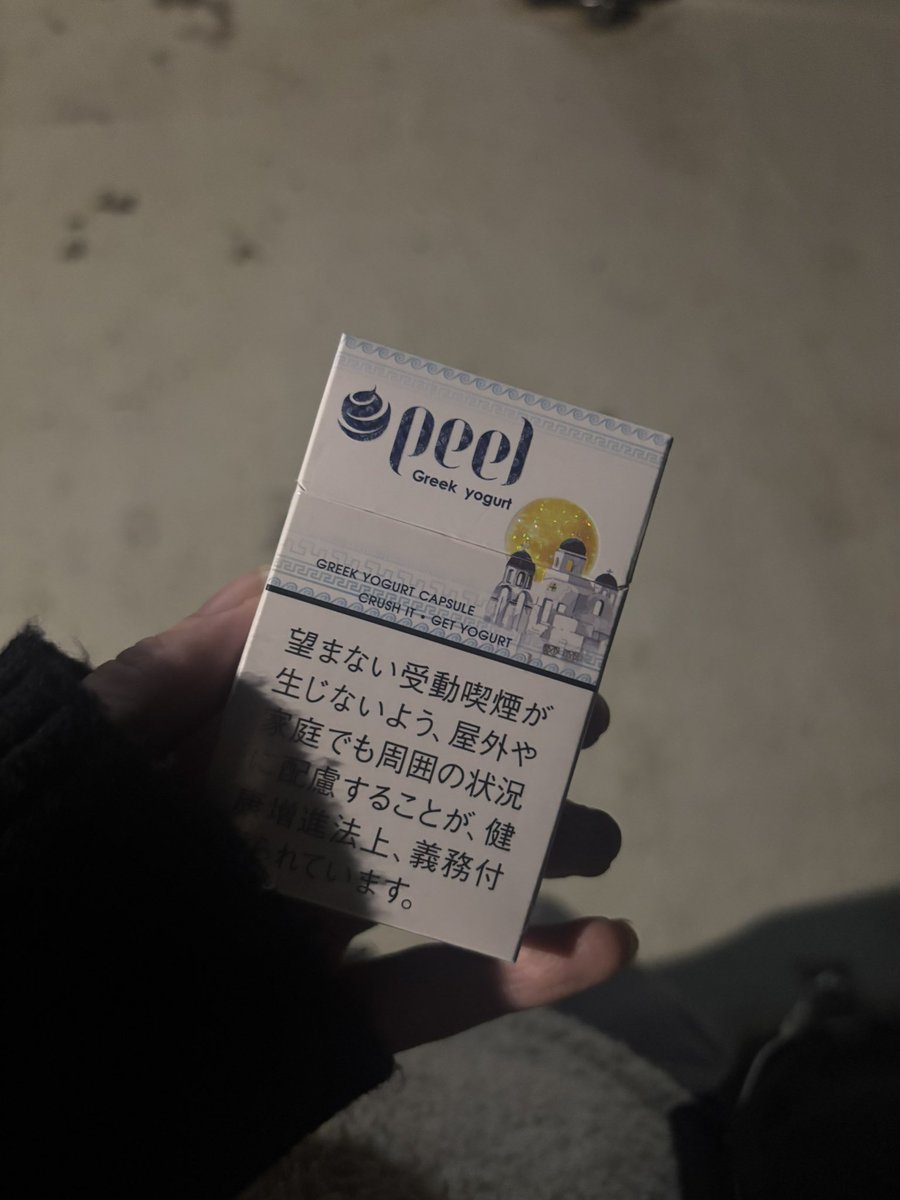 peel
Greek yogurt
GREEK YOGURT CAPSULE
CRUSH IT • GET YOGURT
望まない受動喫煙が
生じないよう、屋外や
家庭でも周囲の状況
に配慮することが、健
康増進法上、義務付
られています。